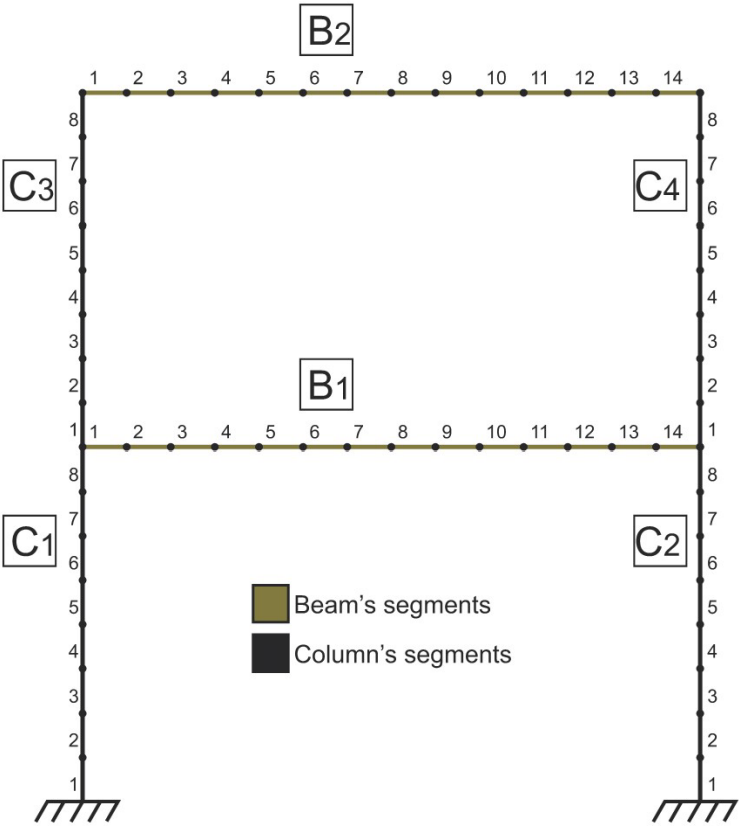 B2
1 2 3 4 5 6 7 8 9 10 11 12 13 14
8 8
7 7
C3 C4
6 6
5 5
4 4
3 3
B1
2 2
1 1 2 3 4 5 6 7 8 9 10 11 12 13 14 1
8 8
7 7
C1 C2
6 6
5 Beam's segments 5
4 Column's segments 4
3 3
2 2
1 1